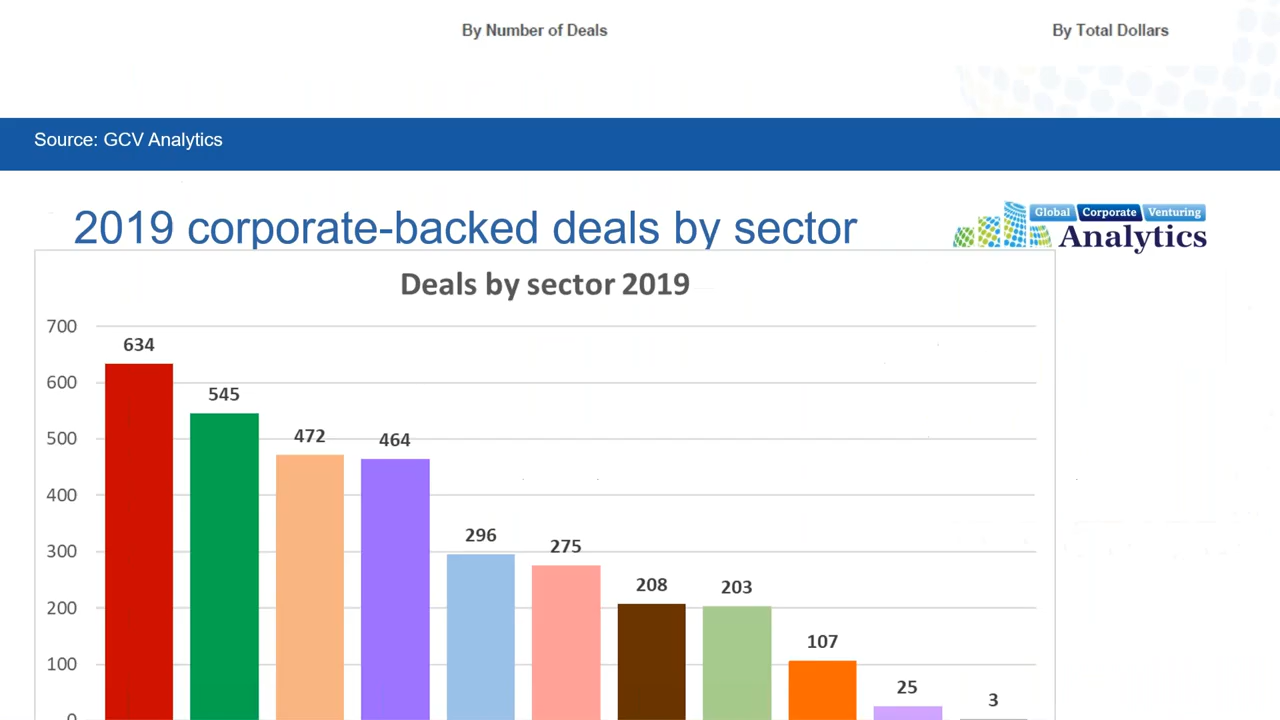 By Number of Deals
By Total Dollars
Source: GCV Analytics
2019 corporate-backed deals by sector
Global Corporate Venturing
Analytics
Deals by sector 2019
700
634
600
545
500
472
464
400
300
296
275
200
208
203
100
107
25
3
0